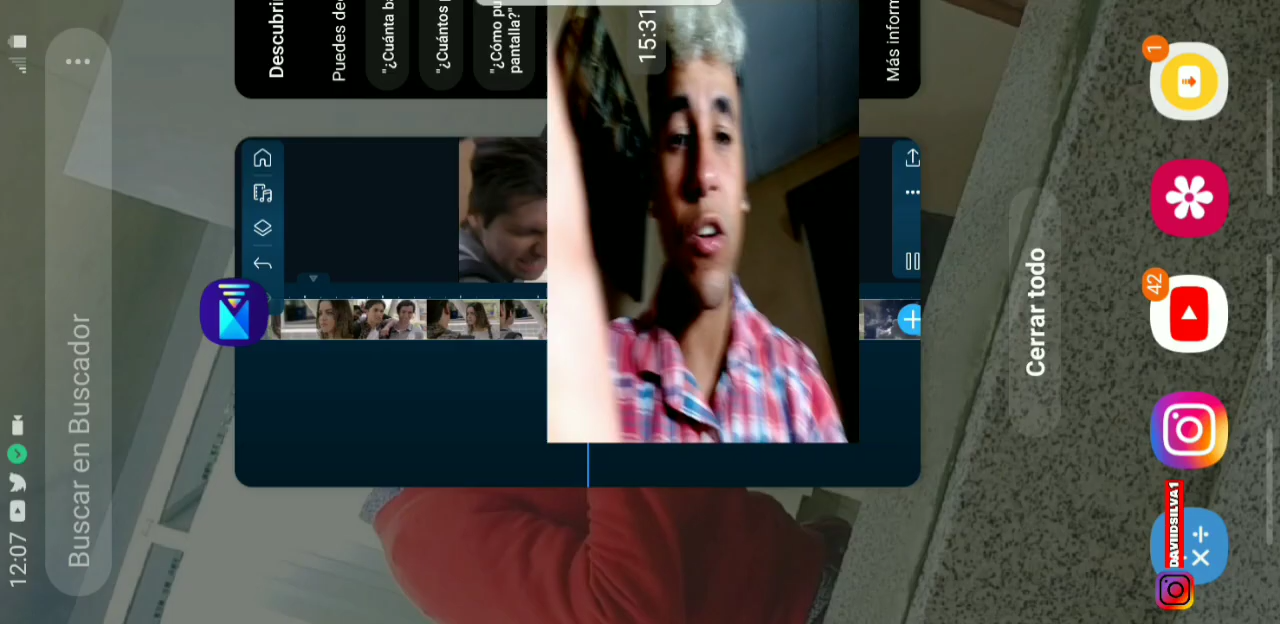 12:07
Buscar en Buscador
Descubri
Puedes de
"¿Cuánta b
"¿Cuántos
"¿Cómo pu
pantalla?"
15:31
Más inform
Cerrar todo
1
42
DAVIIDSILVA1